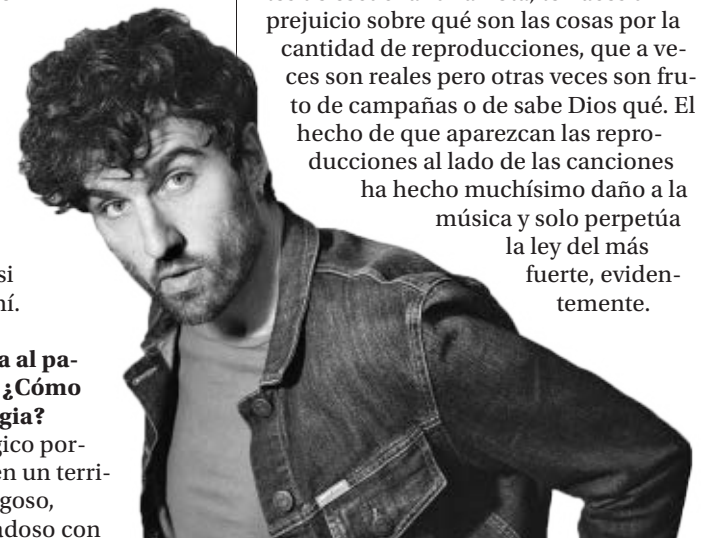 si
ní.
a al pa-
¿Cómo
gia?
gico por-
en un terri-
goso,
adoso con
prejuicio sobre qué son las cosas por la
cantidad de reproducciones, que a ve-
ces son reales pero otras veces son fru-
to de campañas o de sabe Dios qué. El
hecho de que aparezcan las repro-
ducciones al lado de las canciones
ha hecho muchísimo daño a la
música y solo perpetúa
la ley del más
fuerte, eviden-
temente.